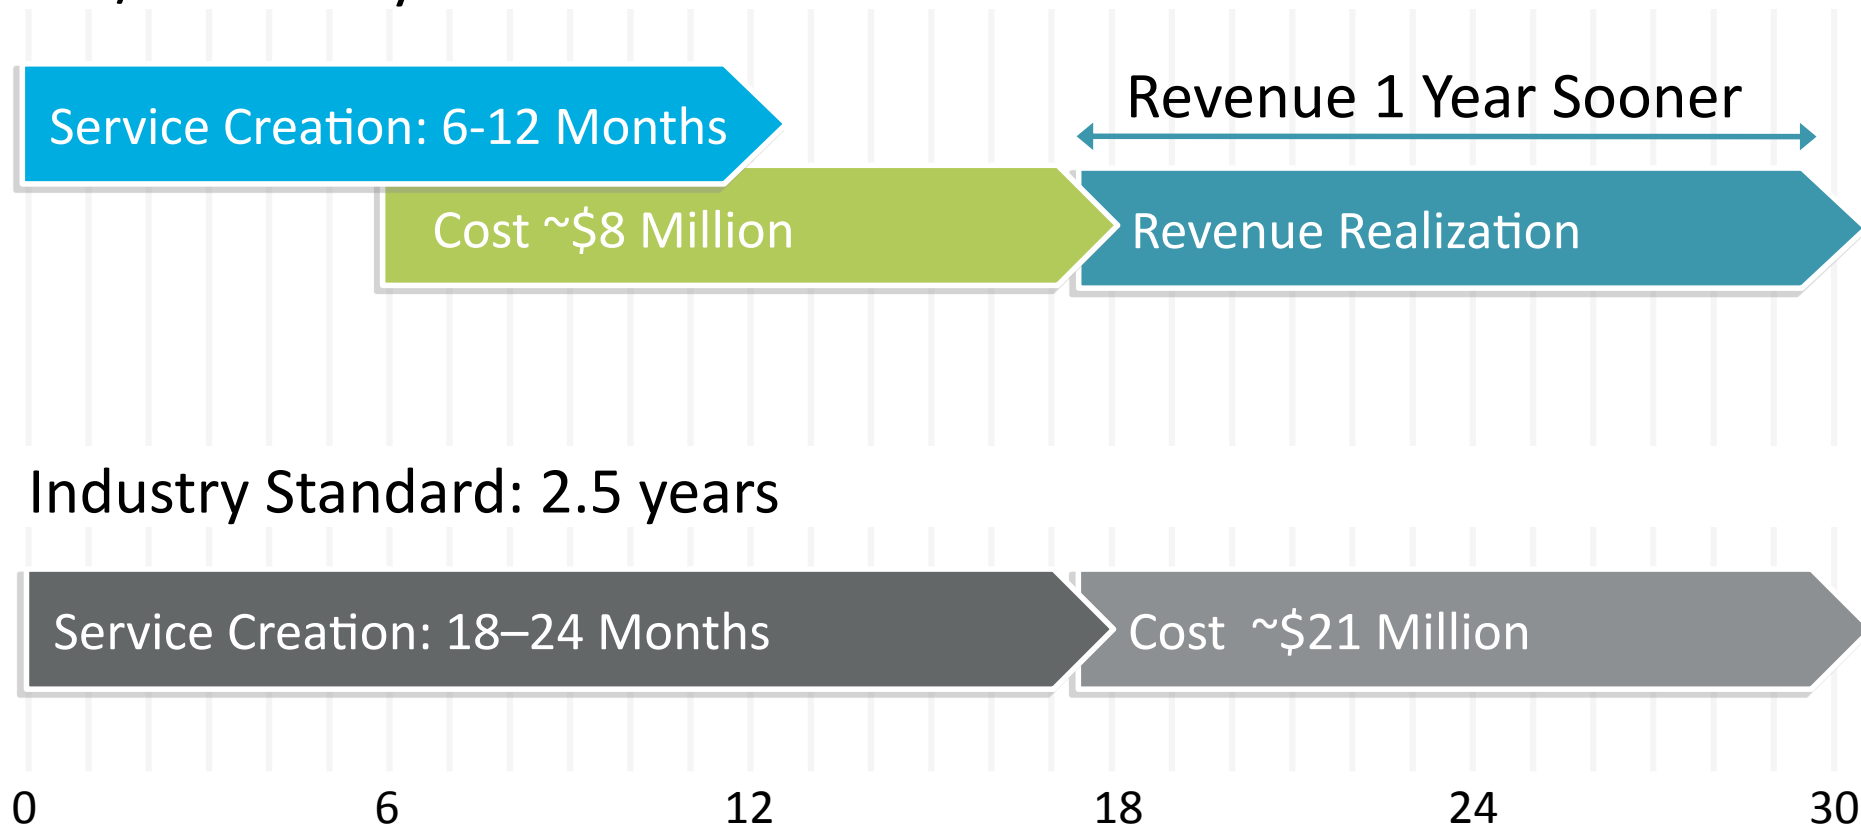 Service Creation: 6-12 Months
Revenue 1 Year Sooner
Cost ~$8 Million
Revenue Realization
Industry Standard: 2.5 years
Service Creation: 18–24 Months
Cost ~$21 Million
0 6 12 18 24 30